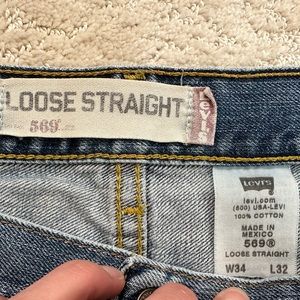 LOOSE STRAIGHT
569
Levi's
Levi's
levi.com
(800) USA-LEVI
100% COTTON
MADE IN
MEXICO
569®
LOOSE STRAIGHT
W34 L32